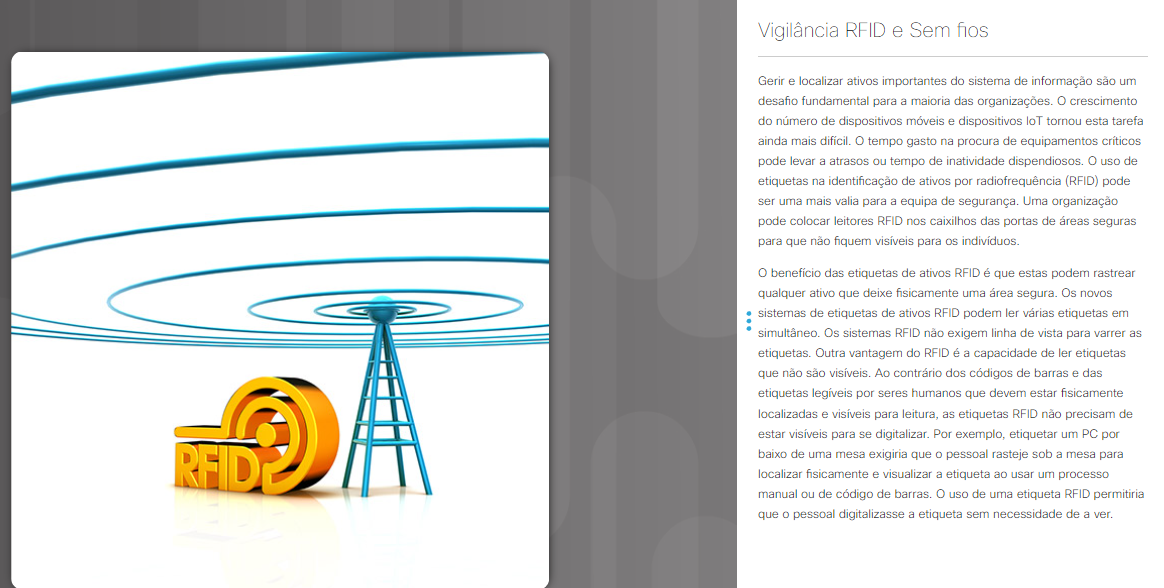 Vigilância RFID e Sem fios
Gerir e localizar ativos importantes do sistema de informação são um
desafio fundamental para a maioria das organizações. O crescimento
do número de dispositivos móveis e dispositivos IoT tornou esta tarefa
ainda mais difícil. O tempo gasto na procura de equipamentos críticos
pode levar a atrasos ou tempo de inatividade dispendiosos. O uso de
etiquetas na identificação de ativos por radiofrequência (RFID) pode
ser uma mais valia para a equipa de segurança. Uma organização
pode colocar leitores RFID nos caixilhos das portas de áreas seguras
para que não fiquem visíveis para os indivíduos.
O benefício das etiquetas de ativos RFID é que estas podem rastrear
qualquer ativo que deixe fisicamente uma área segura. Os novos
sistemas de etiquetas de ativos RFID podem ler várias etiquetas em
simultâneo. Os sistemas RFID não exigem linha de vista para varrer as
etiquetas. Outra vantagem do RFID é a capacidade de ler etiquetas
que não são visíveis. Ao contrário dos códigos de barras e das
etiquetas legíveis por seres humanos que devem estar fisicamente
localizadas e visíveis para leitura, as etiquetas RFID não precisam de
estar visíveis para se digitalizar. Por exemplo, etiquetar um PC por
baixo de uma mesa exigiria que o pessoal rasteje sob a mesa para
localizar fisicamente e visualizar a etiqueta ao usar um processo
manual ou de código de barras. O uso de uma etiqueta RFID permitiria
que o pessoal digitalizasse a etiqueta sem necessidade de a ver.
RFID